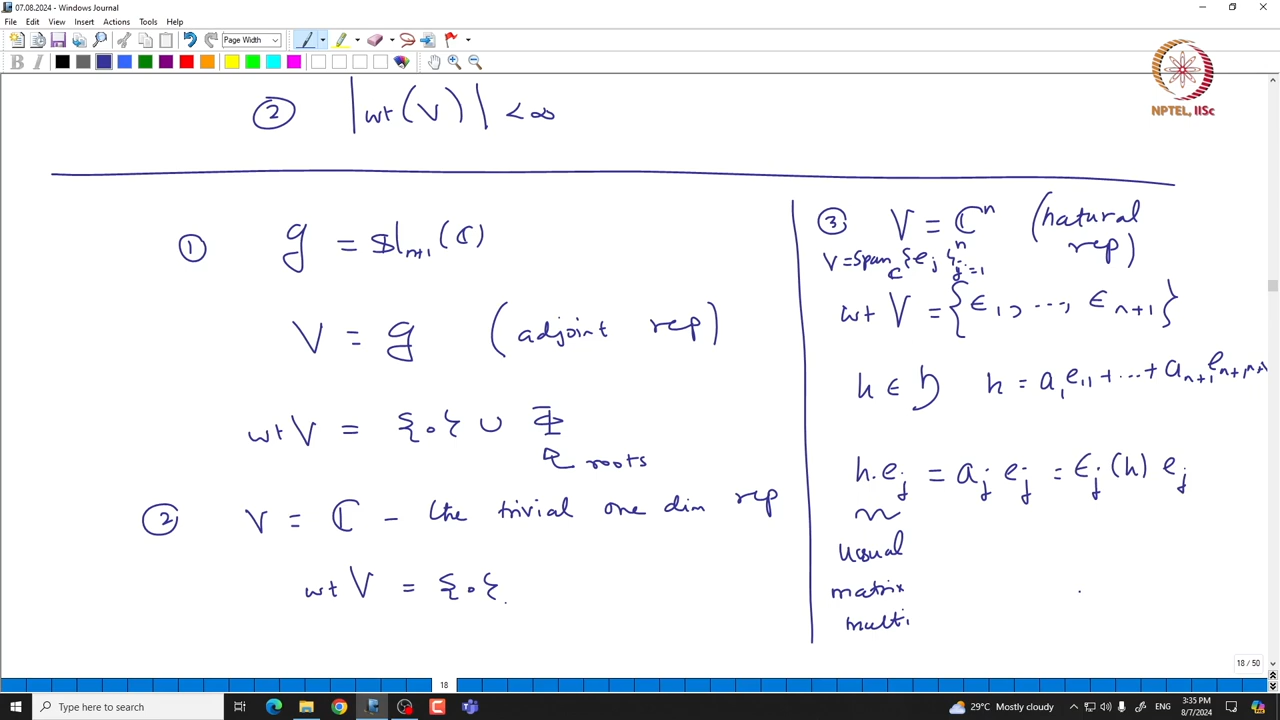 07.08.2024 - Windows Journal
File Edit View Insert Actions Tools Help
Page Width
B I
NPTEL, IISc
② |wt(V)| < ∞
① g = sl_{n+1}(ℂ)
V = g (adjoint rep)
wt V = {0} ∪ Φ
roots
② V = ℂ - the trivial one dim rep
wt V = {0}.
③ V = ℂ^n (natural rep)
V = span_ℂ {e_j}_{j=1}^n
wt V = {ε_1, ..., ε_{n+1}}
h ∈ 𝔥 h = a_1 e_{11} + ... + a_{n+1} e_{n+1,n+1}
h.e_j = a_j e_j = ε_j(h) e_j
usual
matrix
multi.
18 / 50
18
Type here to search
29°C Mostly cloudy
ENG
3:35 PM
8/7/2024